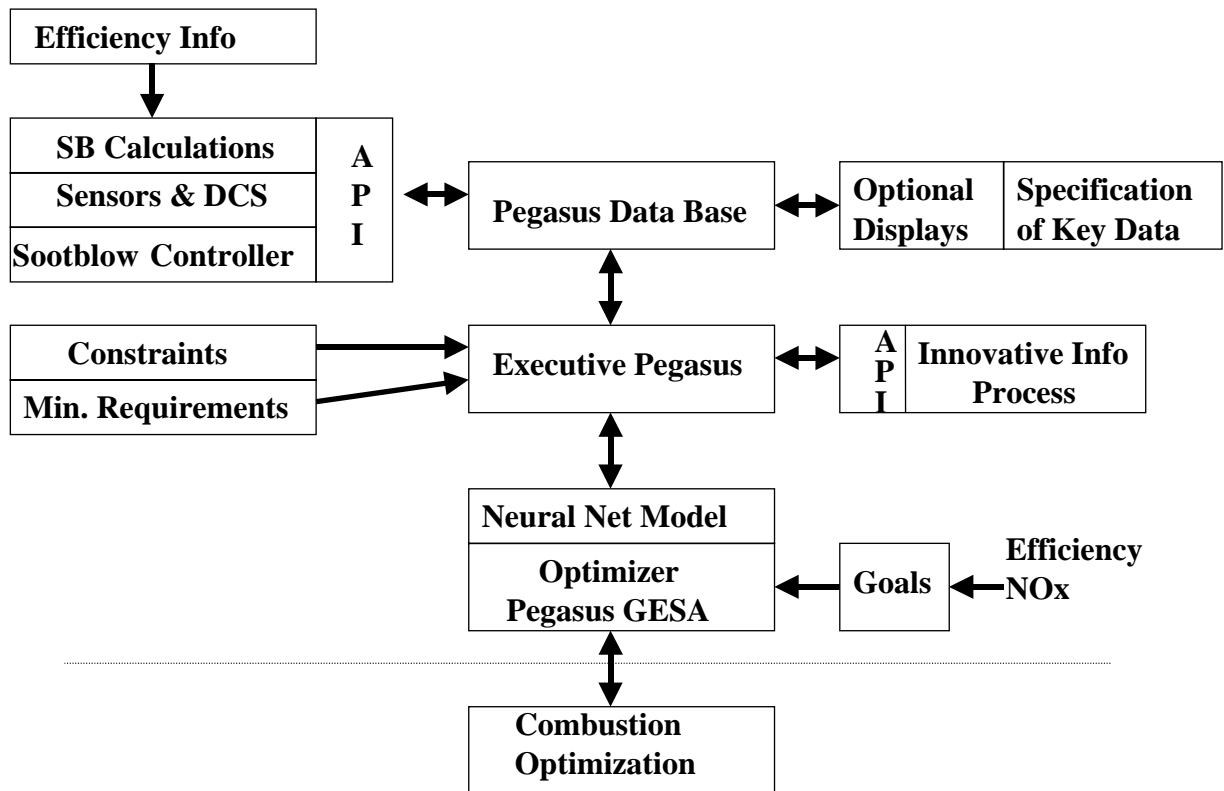 Efficiency Info
SB Calculations
Sensors & DCS
Sootblow Controller
A
P
I
Pegasus Data Base
Optional
Displays
Specification
of Key Data
Constraints
Min. Requirements
Executive Pegasus
A
P
I
Innovative Info
Process
Neural Net Model
Optimizer
Pegasus GESA
Goals
Efficiency
NOx
Combustion
Optimization